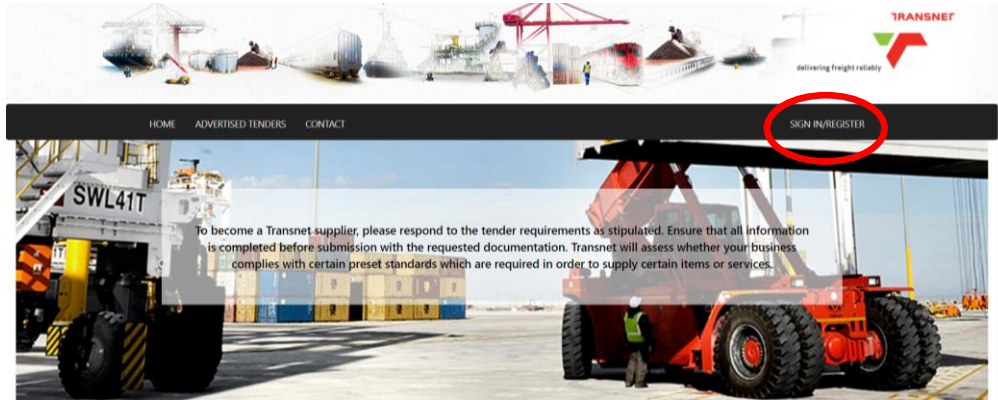 TRANSNET
delivering freight reliably
HOME ADVERTISED TENDERS CONTACT SIGN IN/REGISTER
SWL41T
To become a Transnet supplier, please respond to the tender requirements as stipulated. Ensure that all information
is completed before submission with the requested documentation. Transnet will assess whether your business
complies with certain preset standards which are required in order to supply certain items or services.